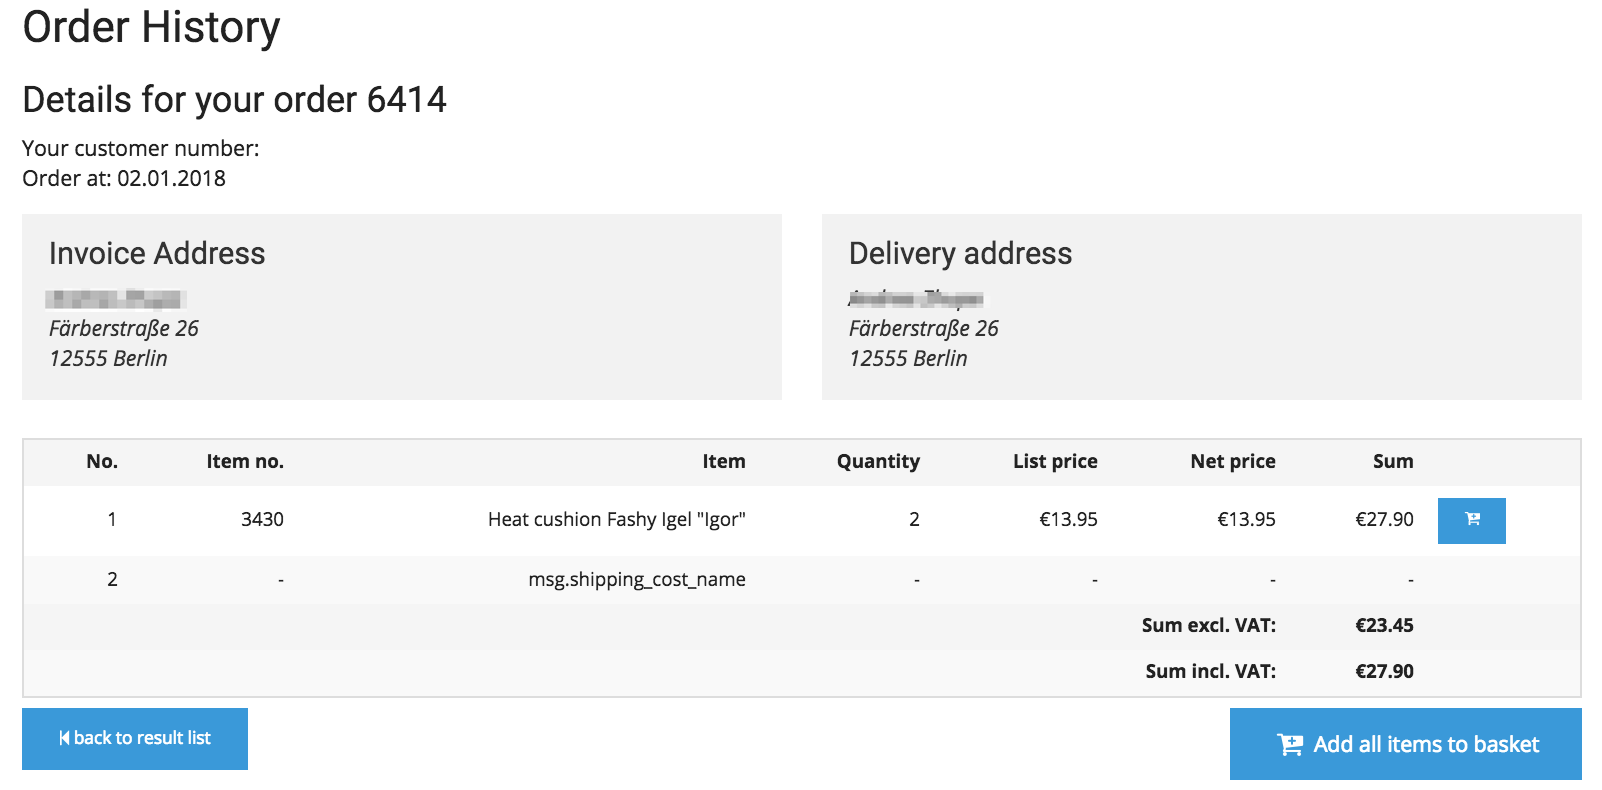 Order History
Details for your order 6414
Your customer number:
Order at: 02.01.2018
Invoice Address
Färberstraße 26
12555 Berlin
Delivery address
Färberstraße 26
12555 Berlin
No. Item no. Item Quantity List price Net price Sum
1 3430 Heat cushion Fashy Igel "Igor" 2 €13.95 €13.95 €27.90
2 - msg.shipping_cost_name - - - -
Sum excl. VAT: €23.45
Sum incl. VAT: €27.90
back to result list
Add all items to basket